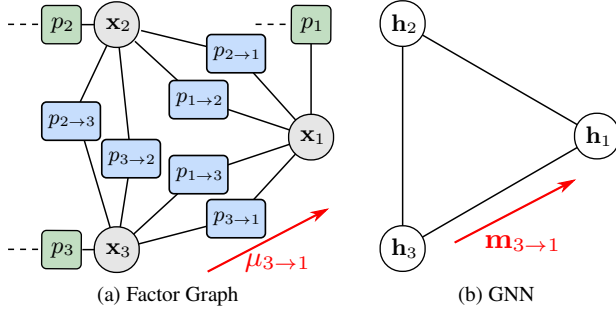 p₂ x₂ p₁ h₂
p₂→₁
p₁→₂
p₂→₃ x₁ h₁
p₃→₂
p₁→₃
p₃→₁
p₃ x₃ μ₃→₁ h₃ m₃→₁
(a) Factor Graph (b) GNN